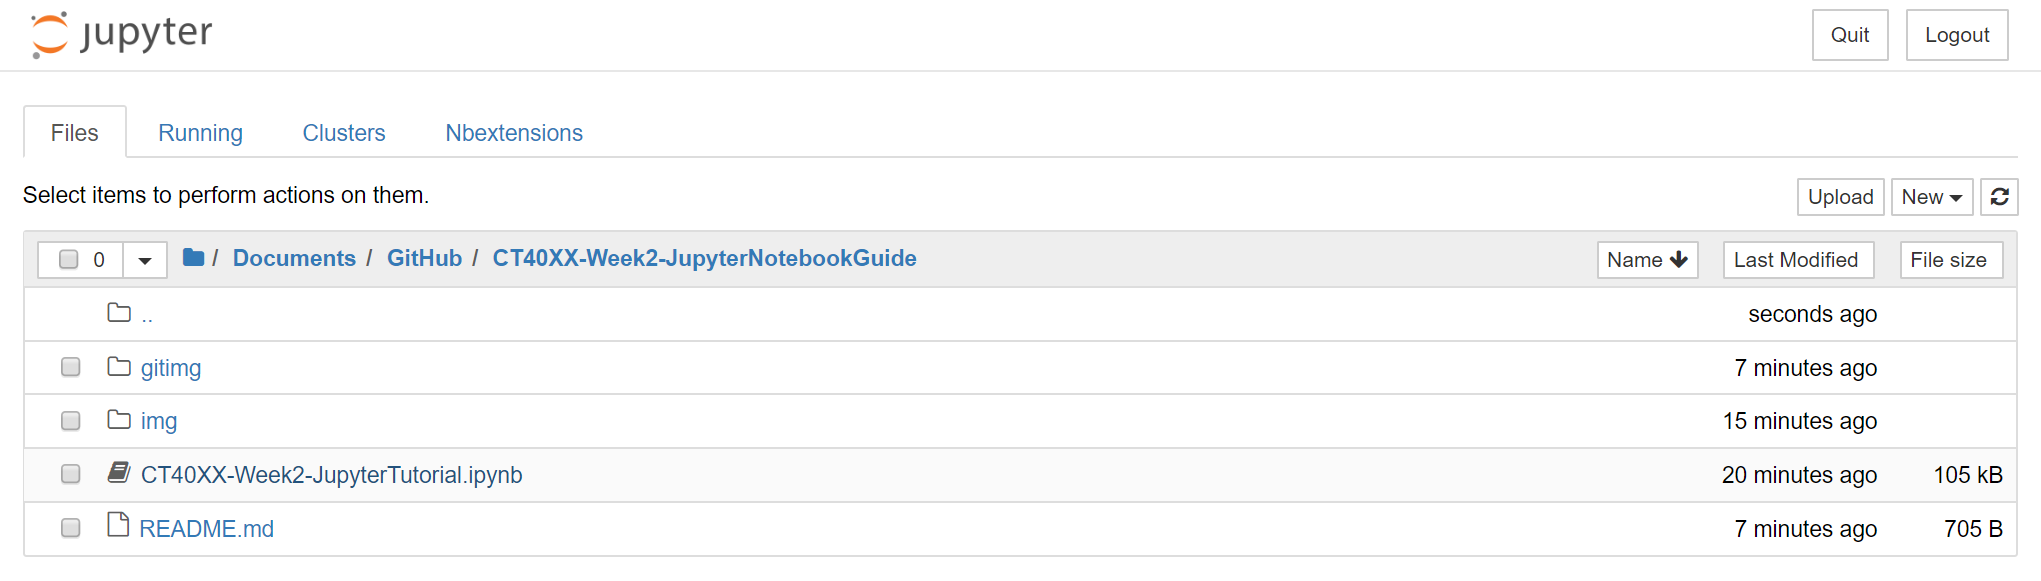 jupyter Quit Logout
Files Running Clusters Nbextensions
Select items to perform actions on them. Upload New
0 / Documents / GitHub / CT40XX-Week2-JupyterNotebookGuide Name Last Modified File size
.. seconds ago
gitimg 7 minutes ago
img 15 minutes ago
CT40XX-Week2-JupyterTutorial.ipynb 20 minutes ago 105 kB
README.md 7 minutes ago 705 B